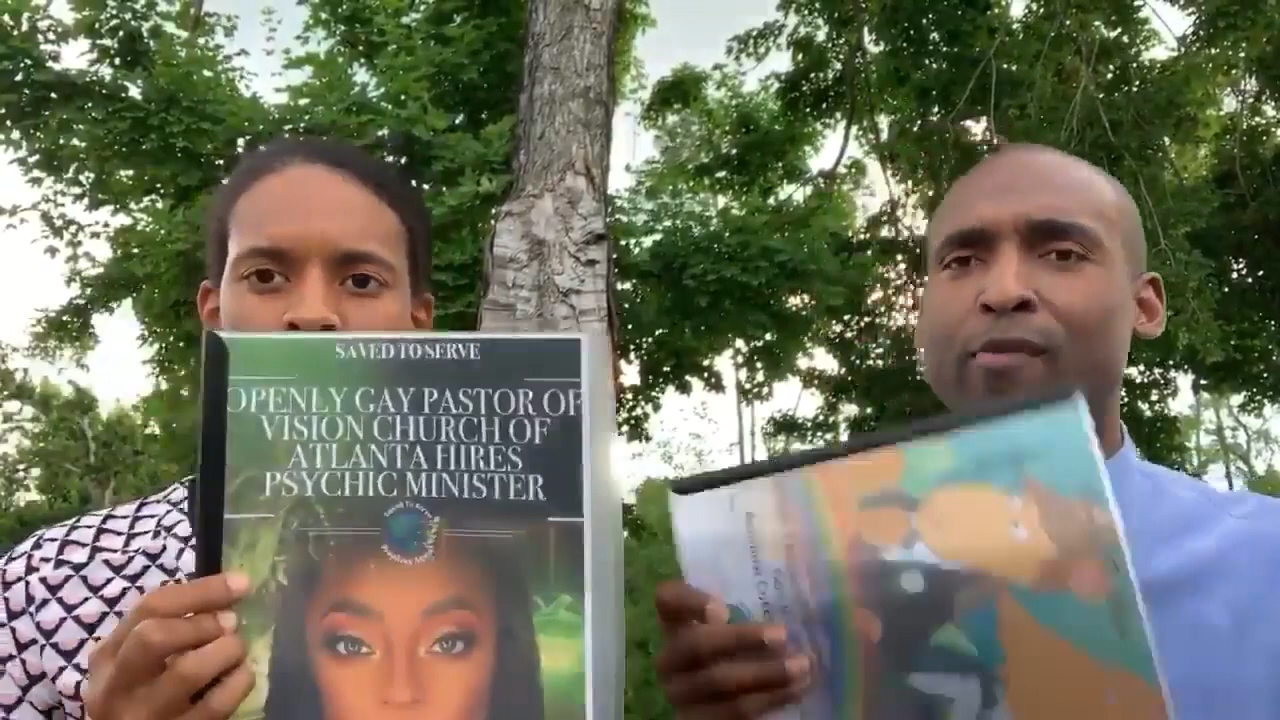 SAVED TO SERVE
OPENLY GAY PASTOR OF
VISION CHURCH OF
ATLANTA HIRES
PSYCHIC MINISTER